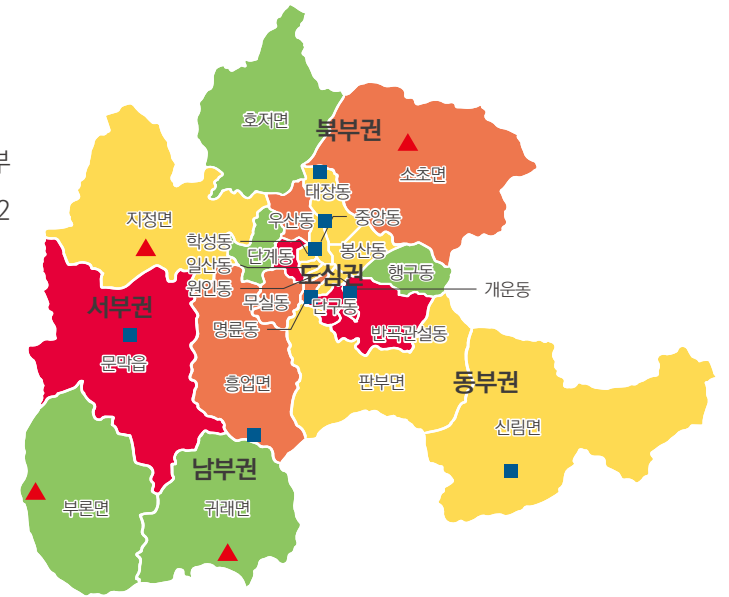 호저면
북부권
부
소초면
2
태장동
지정면
우산동
중앙동
학성동
봉산동
단계동
일산동
행구동
도심권
원인동
개운동
무실동
단구동
서부권
명륜동
반곡관설동
문막읍
흥업면
판부면
동부권
신림면
남부권
부론면
귀래면